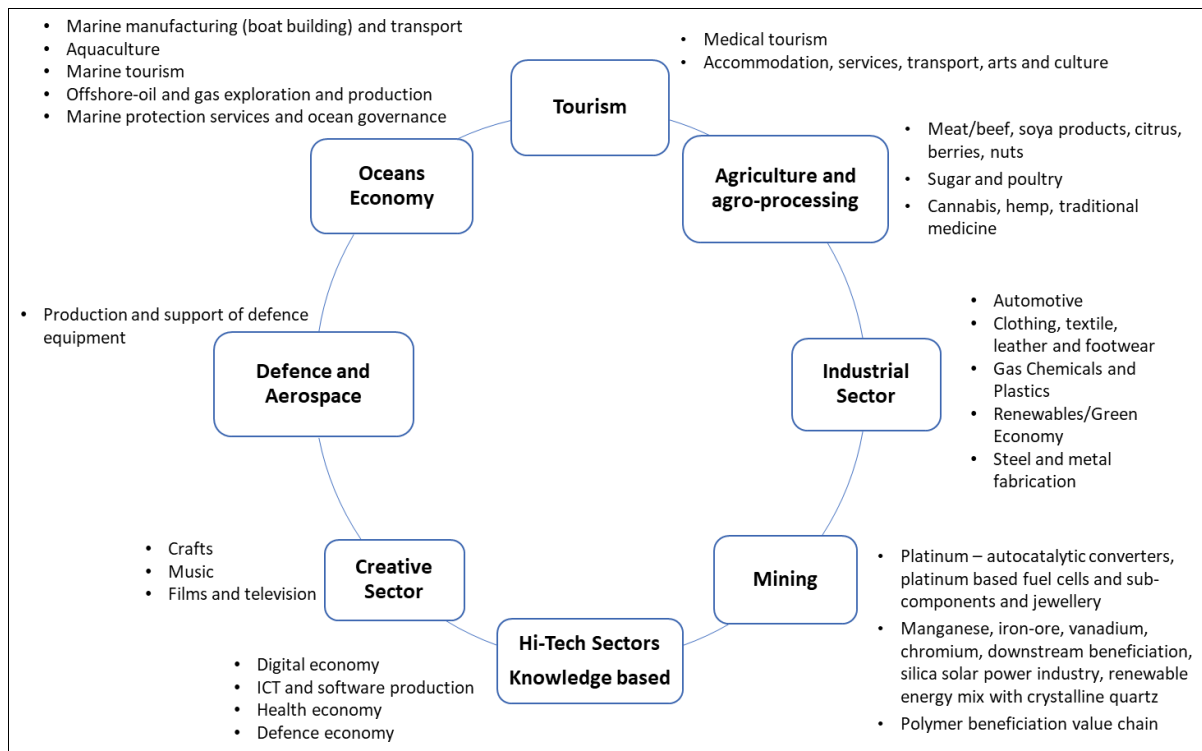 • Marine manufacturing (boat building) and transport
• Aquaculture
• Marine tourism
• Offshore-oil and gas exploration and production
• Marine protection services and ocean governance
Tourism
• Medical tourism
• Accommodation, services, transport, arts and culture
Oceans
Economy
Agriculture and
agro-processing
• Meat/beef, soya products, citrus,
berries, nuts
• Sugar and poultry
• Cannabis, hemp, traditional
medicine
• Production and support of defence
equipment
Defence and
Aerospace
Industrial
Sector
• Automotive
• Clothing, textile,
leather and footwear
• Gas Chemicals and
Plastics
• Renewables/Green
Economy
• Steel and metal
fabrication
• Crafts
• Music
• Films and television
Creative
Sector
Mining
• Platinum – autocatalytic converters,
platinum based fuel cells and sub-
components and jewellery
• Manganese, iron-ore, vanadium,
chromium, downstream beneficiation,
silica solar power industry, renewable
energy mix with crystalline quartz
• Polymer beneficiation value chain
Hi-Tech Sectors
Knowledge based
• Digital economy
• ICT and software production
• Health economy
• Defence economy